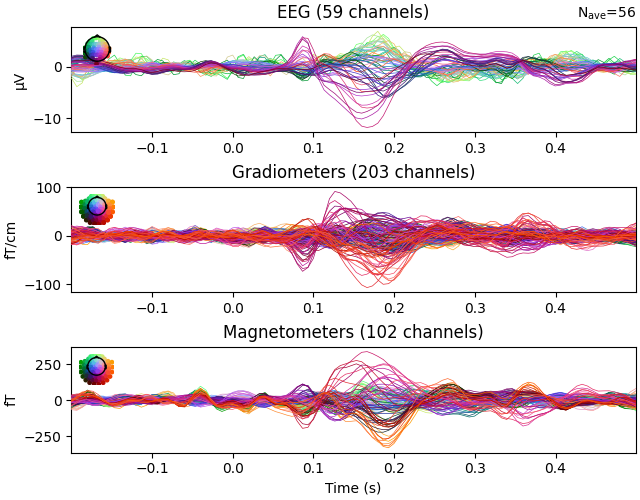 EEG (59 channels)
Nave=56
µV
0
−10
−0.1 0.0 0.1 0.2 0.3 0.4
Gradiometers (203 channels)
fT/cm
100
0
−100
−0.1 0.0 0.1 0.2 0.3 0.4
Magnetometers (102 channels)
fT
250
0
−250
−0.1 0.0 0.1 0.2 0.3 0.4
Time (s)